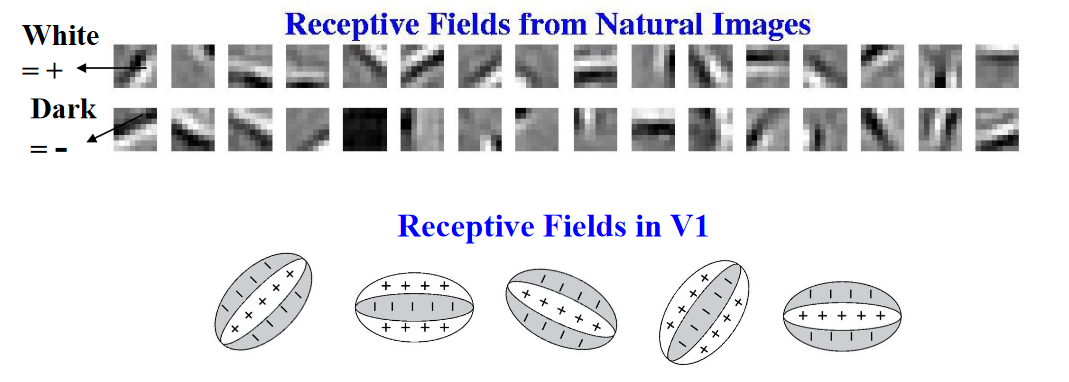 Receptive Fields from Natural Images
White
= +
Dark
= -
Receptive Fields in V1